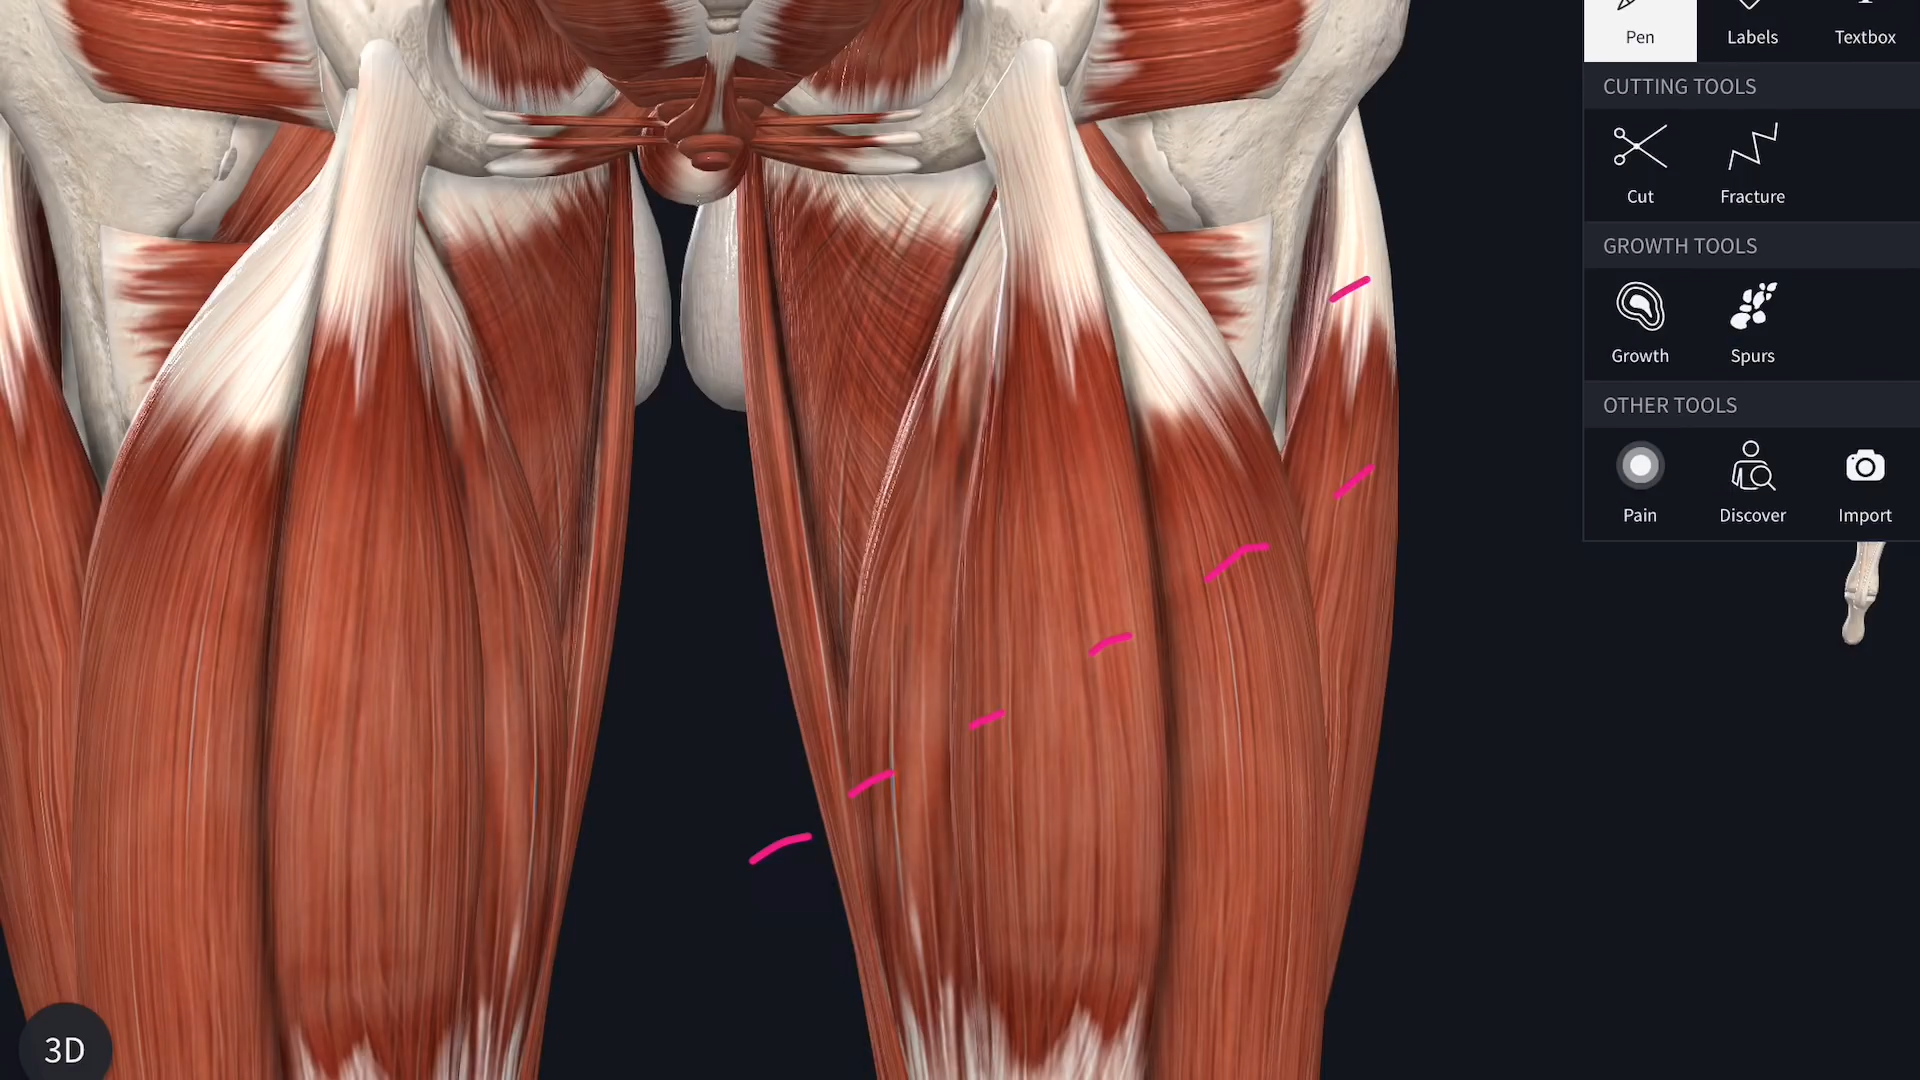 Pen Labels Textbox
CUTTING TOOLS
Cut Fracture
GROWTH TOOLS
Growth Spurs
OTHER TOOLS
Pain Discover Import
3D